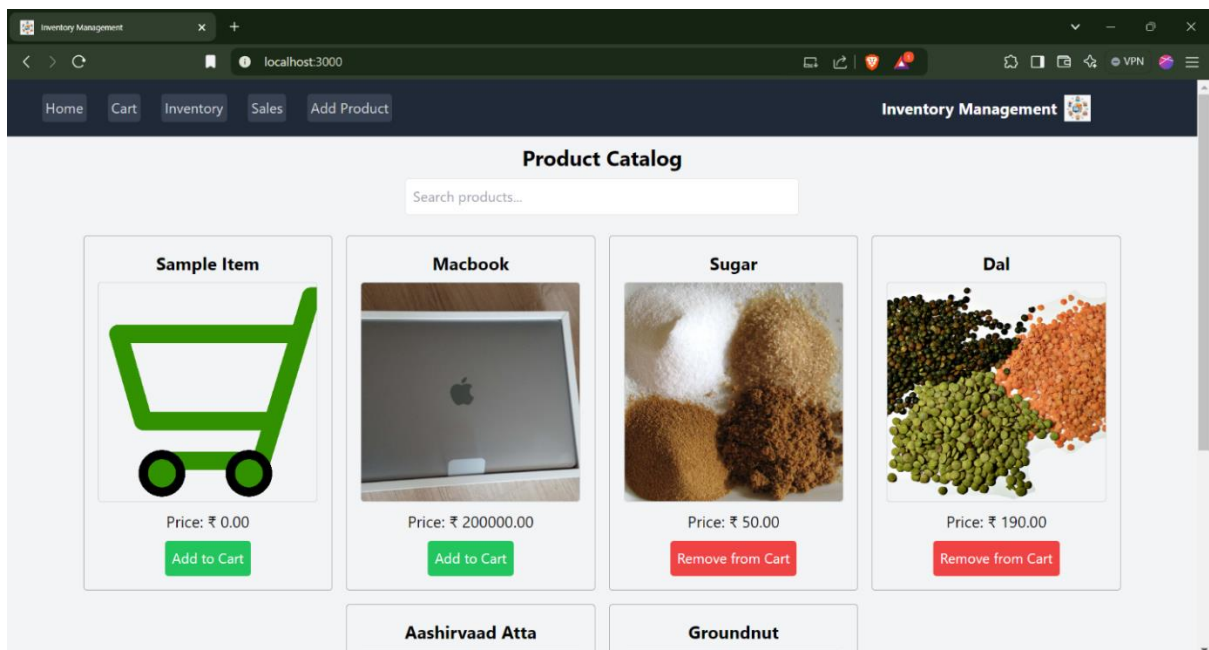 Inventory Management
localhost:3000
VPN
Home Cart Inventory Sales Add Product Inventory Management
Product Catalog
Search products...
Sample Item Macbook Sugar Dal
Price: ₹ 0.00 Price: ₹ 200000.00 Price: ₹ 50.00 Price: ₹ 190.00
Add to Cart Add to Cart Remove from Cart Remove from Cart
Aashirvaad Atta Groundnut